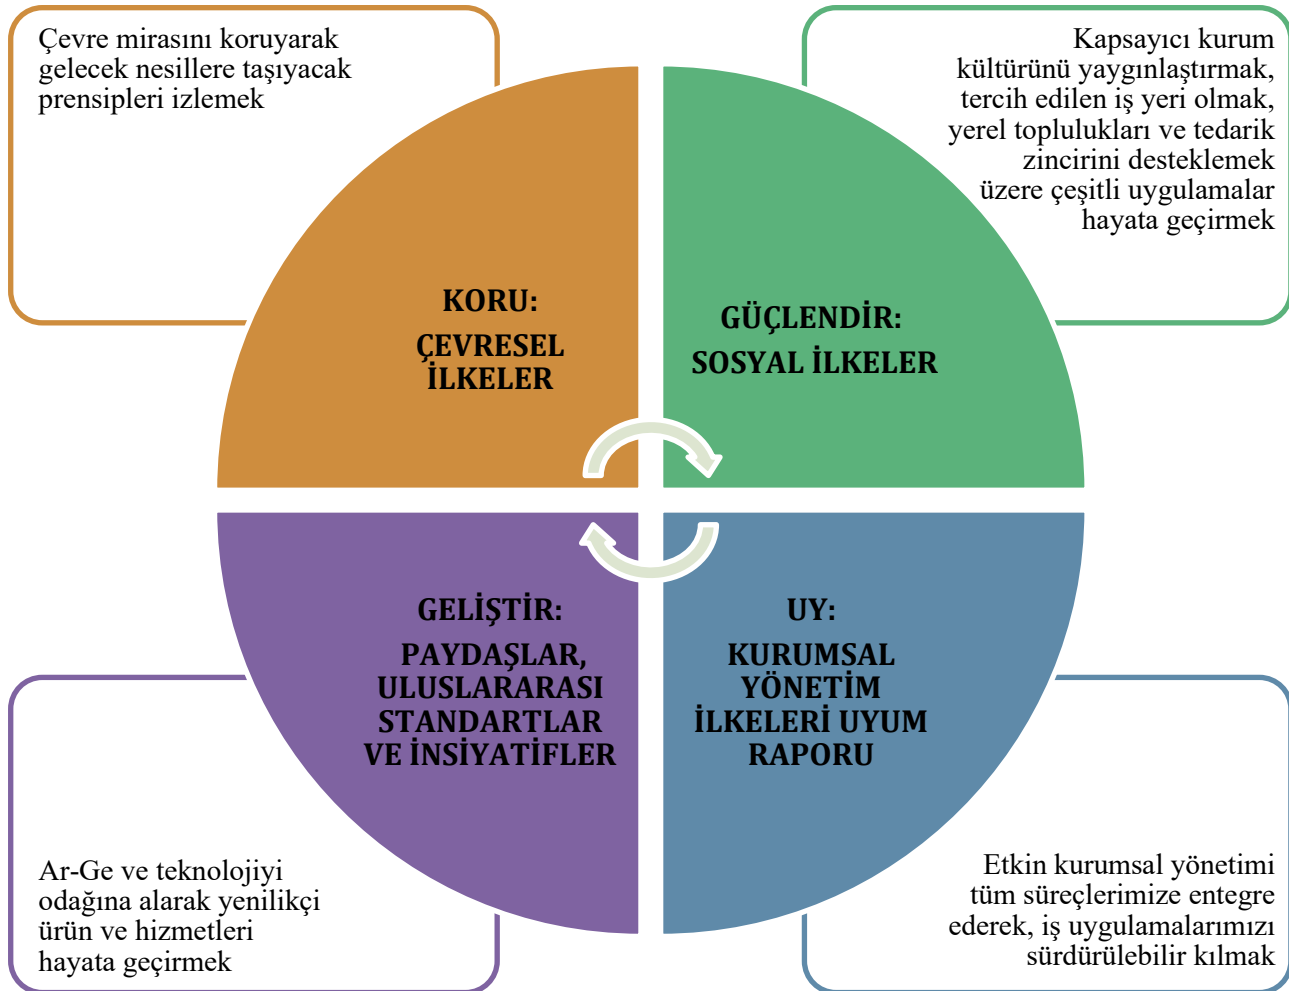 Çevre mirasını koruyarak
gelecek nesillere taşıyacak
prensipleri izlemek
Kapsayıcı kurum
kültürünü yaygınlaştırmak,
tercih edilen iş yeri olmak,
yerel toplulukları ve tedarik
zincirini desteklemek
üzere çeşitli uygulamalar
hayata geçirmek
KORU:
ÇEVRESEL
İLKELER
GÜÇLENDİR:
SOSYAL İLKELER
GELİŞTİR:
PAYDAŞLAR,
ULUSLARARASI
STANDARTLAR
VE İNSİYATİFLER
UY:
KURUMSAL
YÖNETİM
İLKELERİ UYUM
RAPORU
Ar-Ge ve teknolojiyi
odağına alarak yenilikçi
ürün ve hizmetleri
hayata geçirmek
Etkin kurumsal yönetimi
tüm süreçlerimize entegre
ederek, iş uygulamalarımızı
sürdürülebilir kılmak